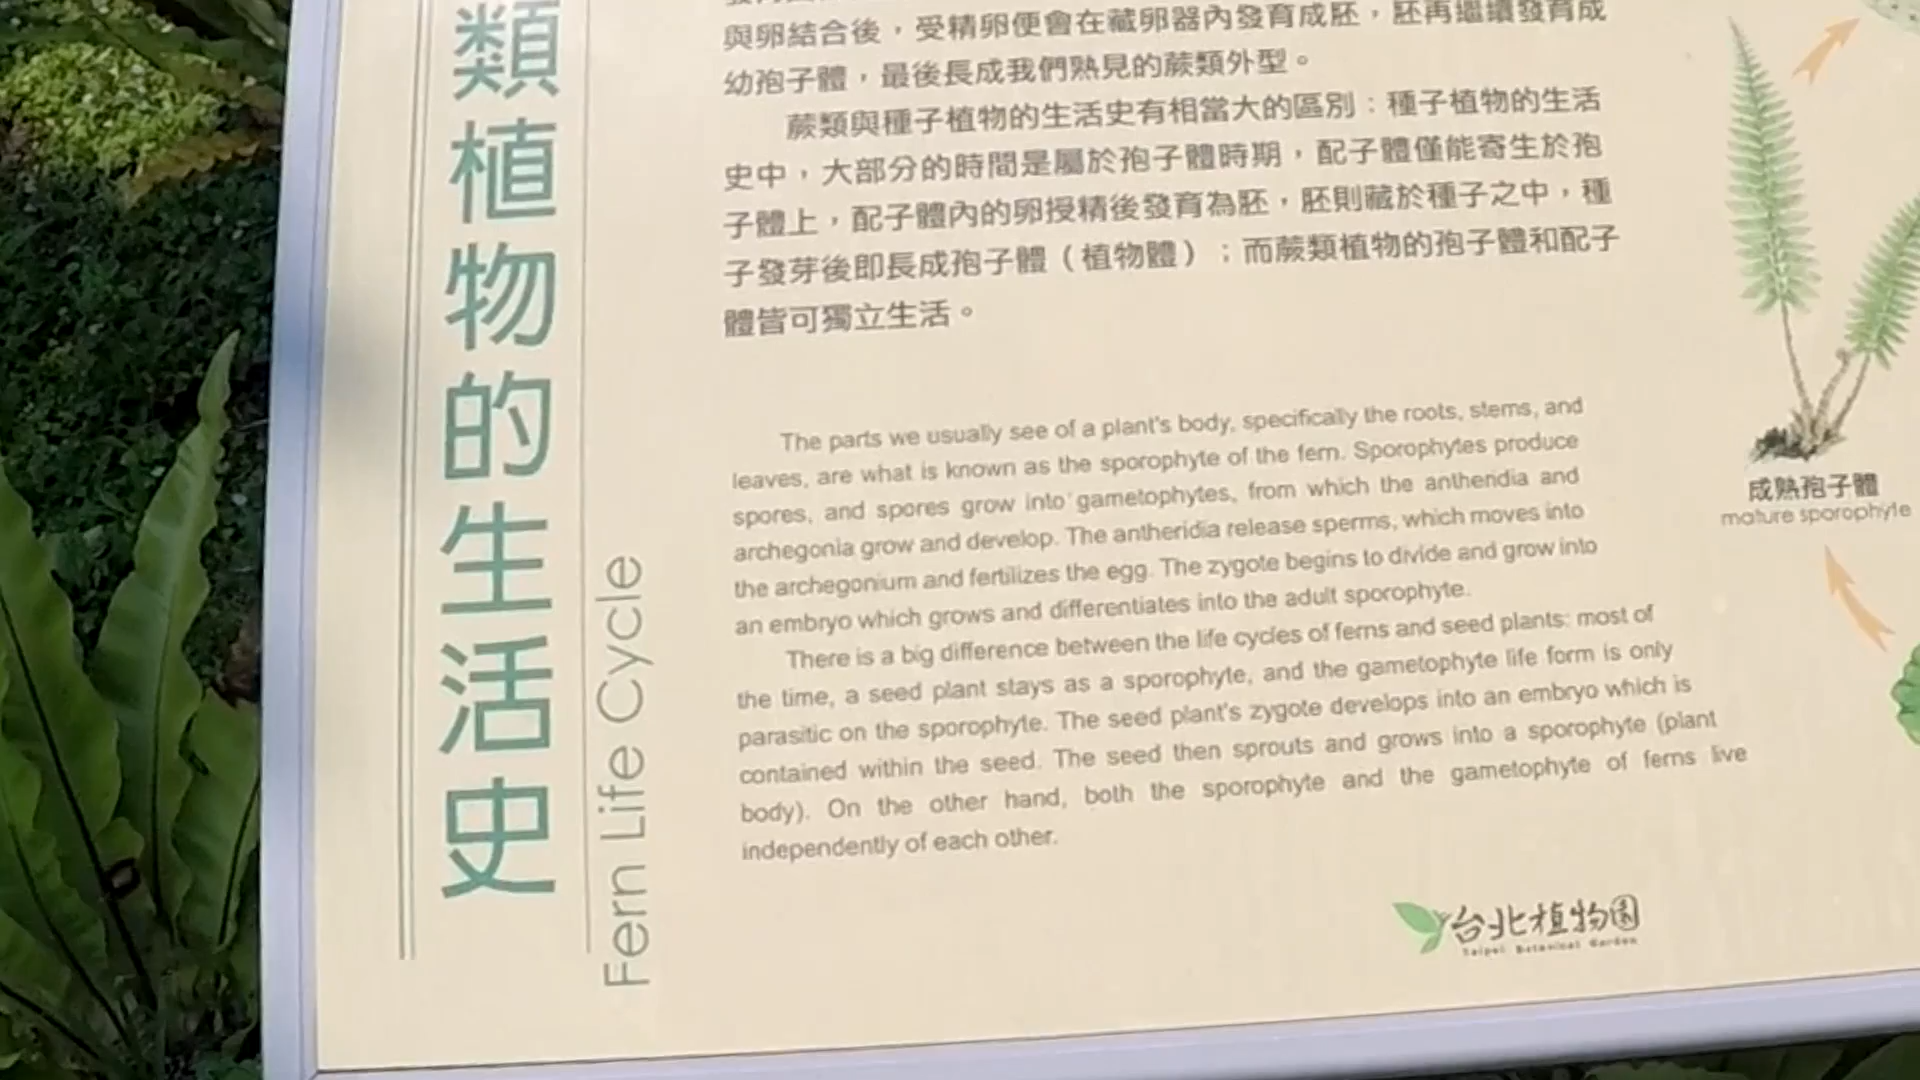 類植物的生活史
Fern Life Cycle
與卵結合後，受精卵便會在藏卵器內發育成胚，胚再繼續發育成
幼孢子體，最後長成我們熟見的蕨類外型。
蕨類與種子植物的生活史有相當大的區別：種子植物的生活
史中，大部分的時間是屬於孢子體時期，配子體僅能寄生於孢
子體上，配子體內的卵授精後發育為胚，胚則藏於種子之中，種
子發芽後即長成孢子體（植物體）；而蕨類植物的孢子體和配子
體皆可獨立生活。
The parts we usually see of a plant's body, specifically the roots, stems, and
leaves, are what is known as the sporophyte of the fern. Sporophytes produce
spores, and spores grow into gametophytes, from which the antheridia and
archegonia grow and develop. The antheridia release sperms, which moves into
the archegonium and fertilizes the egg. The zygote begins to divide and grow into
an embryo which grows and differentiates into the adult sporophyte.
There is a big difference between the life cycles of ferns and seed plants: most of
the time, a seed plant stays as a sporophyte, and the gametophyte life form is only
parasitic on the sporophyte. The seed plant's zygote develops into an embryo which is
contained within the seed. The seed then sprouts and grows into a sporophyte (plant
body). On the other hand, both the sporophyte and the gametophyte of ferns live
independently of each other.
成熟孢子體
mature sporophyte
台北植物園
Taipei Botanical Garden